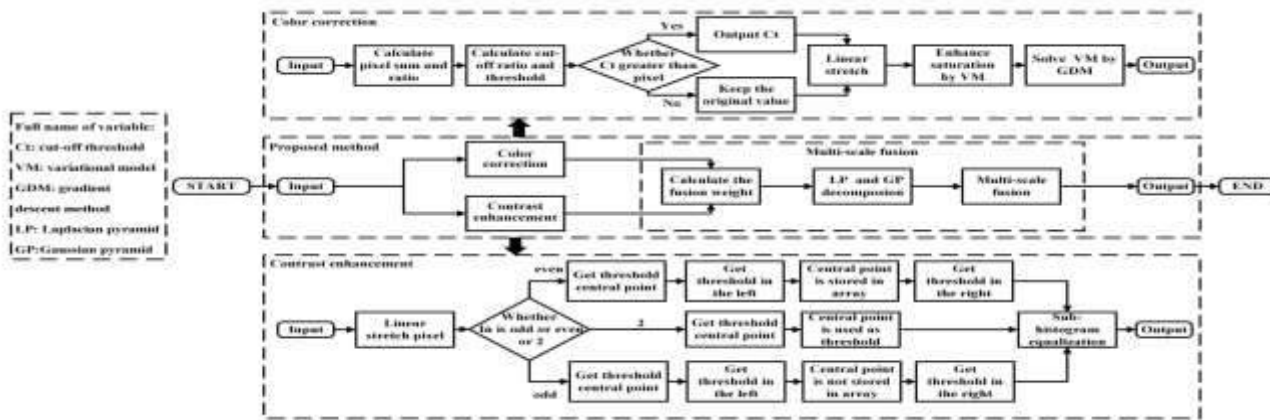 Color correction
Input
Calculate
pixel sum and
ratio
Calculate cut-
off ratio and
threshold
Whether
Ct greater than
pixel
Yes
Output Ct
No
Keep the
original value
Linear
stretch
Enhance
saturation
by VM
Solve VM by
GDM
Output
Full name of variable:
Ct: cut-off threshold
VM: variational model
GDM: gradient
descent method
LP: Laplacian pyramid
GP:Gaussian pyramid
START
Proposed method
Input
Color
correction
Contrast
enhancement
Multi-scale fusion
Calculate the
fusion weight
LP and GP
decomposion
Multi-scale
fusion
Output
END
Contrast enhancement
Input
Linear
stretch pixel
Whether
is odd or even
or 2
even
Get threshold
central point
Get
threshold in
the left
Central point
is stored in
array
Get
threshold in
the right
2
Get threshold
central point
Central point
is used as
threshold
odd
Get threshold
central point
Get
threshold in
the left
Central point
is not stored
in array
Get
threshold in
the right
Sub-
histogram
equalization
Output